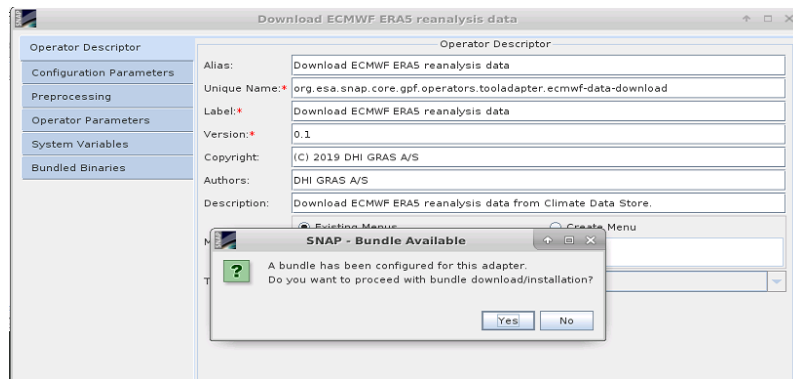 Download ECMWF ERA5 reanalysis data
Operator Descriptor
Configuration Parameters
Preprocessing
Operator Parameters
System Variables
Bundled Binaries
Operator Descriptor
Alias: Download ECMWF ERA5 reanalysis data
Unique Name:* org.esa.snap.core.gpf.operators.tooladapter.ecmwf-data-download
Label:* Download ECMWF ERA5 reanalysis data
Version:* 0.1
Copyright: (C) 2019 DHI GRAS A/S
Authors: DHI GRAS A/S
Description: Download ECMWF ERA5 reanalysis data from Climate Data Store.
Existing Menus Create Menu
SNAP - Bundle Available
A bundle has been configured for this adapter.
Do you want to proceed with bundle download/installation?
Yes No